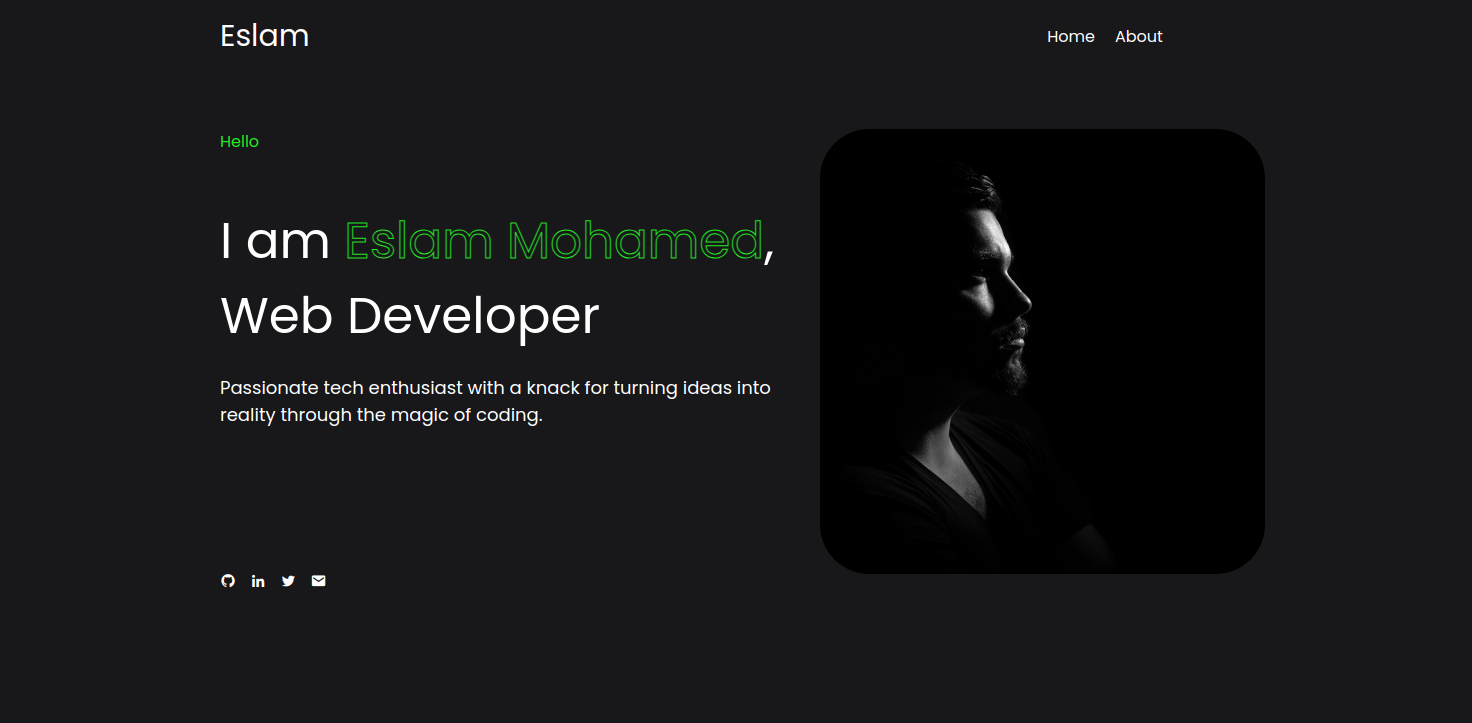 Eslam
Home About
Hello
I am Eslam Mohamed,
Web Developer
Passionate tech enthusiast with a knack for turning ideas into
reality through the magic of coding.